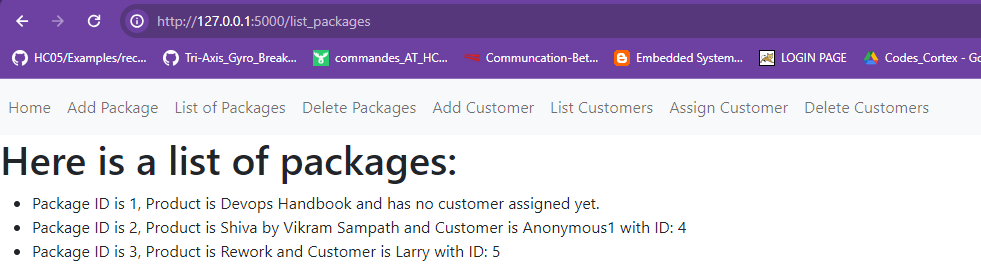 http://127.0.0.1:5000/list_packages
HC05/Examples/rec... Tri-Axis_Gyro_Break... commandes_AT_HC... Communcation-Bet... Embedded System... LOGIN PAGE Codes_Cortex - Go
Home Add Package List of Packages Delete Packages Add Customer List Customers Assign Customer Delete Customers
Here is a list of packages:
• Package ID is 1, Product is Devops Handbook and has no customer assigned yet.
• Package ID is 2, Product is Shiva by Vikram Sampath and Customer is Anonymous1 with ID: 4
• Package ID is 3, Product is Rework and Customer is Larry with ID: 5